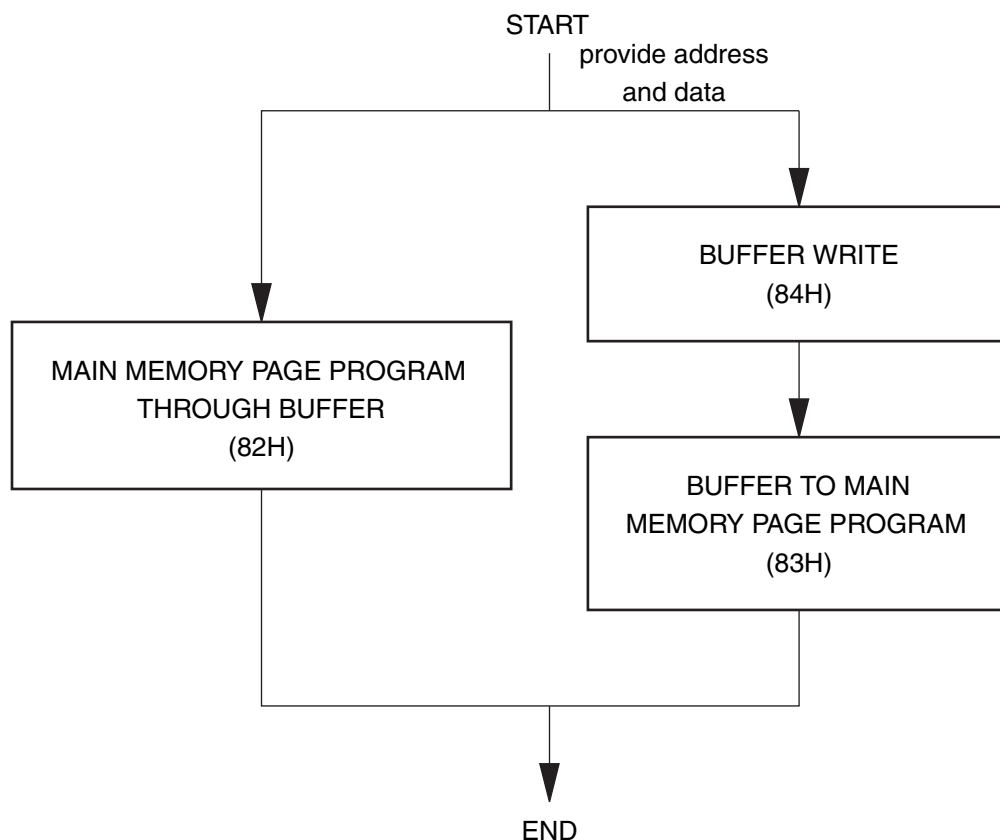 START
provide address
and data
BUFFER WRITE
(84H)
MAIN MEMORY PAGE PROGRAM
THROUGH BUFFER
(82H)
BUFFER TO MAIN
MEMORY PAGE PROGRAM
(83H)
END